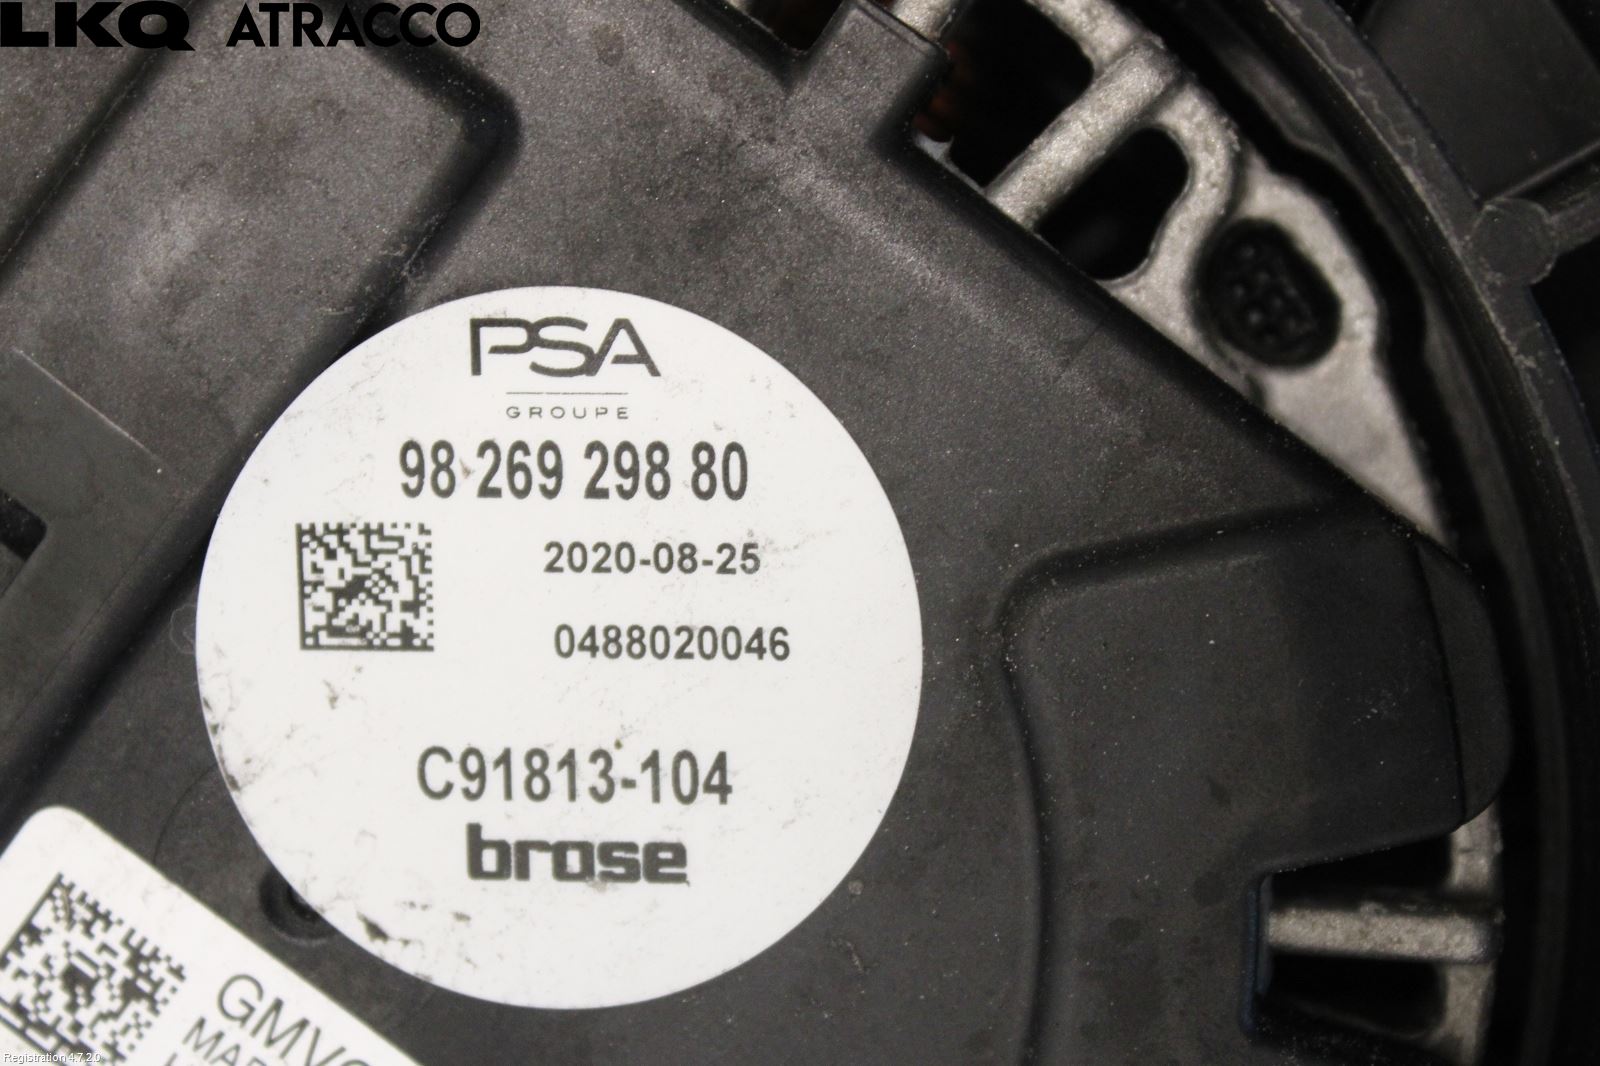 LKQ ATRACCO
PSA
GROUPE
98 269 298 80
2020-08-25
0488020046
C91813-104
brose
Registration 4.7.2.0